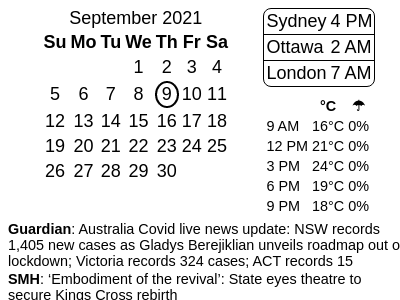 September 2021
Su Mo Tu We Th Fr Sa
1 2 3 4
5 6 7 8 9 10 11
12 13 14 15 16 17 18
19 20 21 22 23 24 25
26 27 28 29 30
Sydney 4 PM
Ottawa 2 AM
London 7 AM
°C ☂
9 AM 16°C 0%
12 PM 21°C 0%
3 PM 24°C 0%
6 PM 19°C 0%
9 PM 18°C 0%
Guardian: Australia Covid live news update: NSW records
1,405 new cases as Gladys Berejiklian unveils roadmap out o
lockdown; Victoria records 324 cases; ACT records 15
SMH: ‘Embodiment of the revival’: State eyes theatre to
secure Kings Cross rebirth